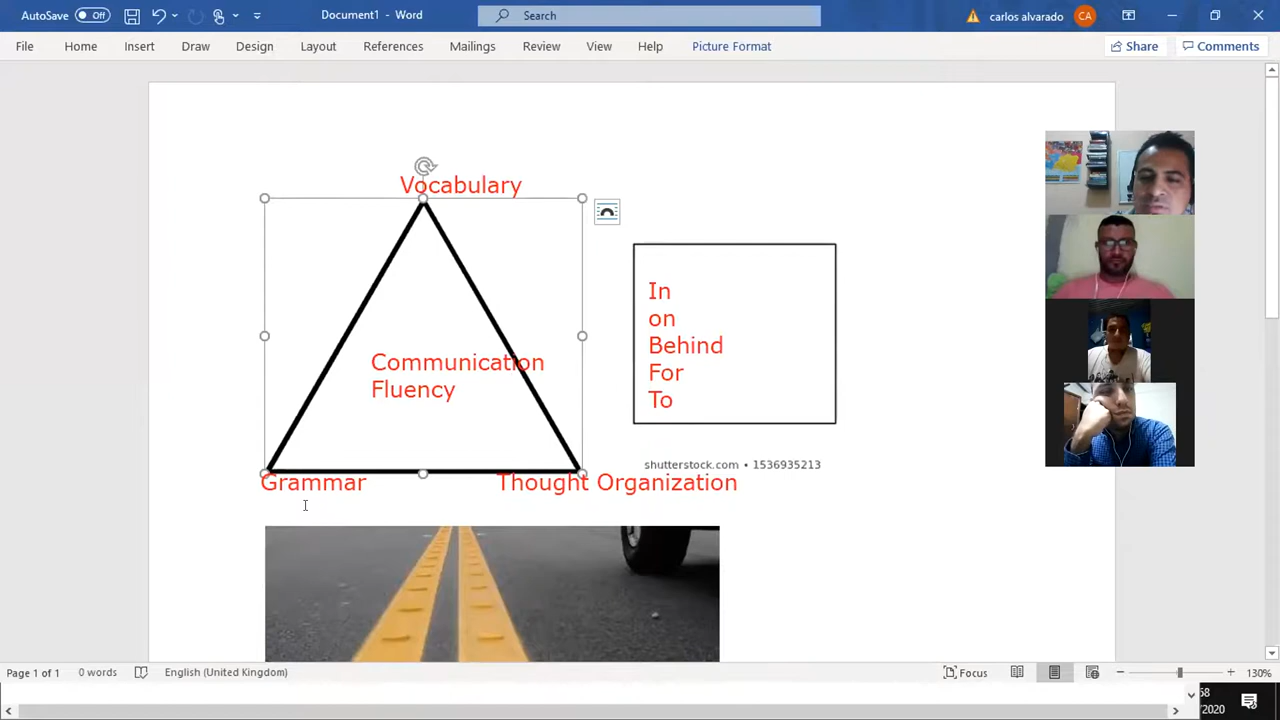 AutoSave Off Document1 - Word Search carlos alvarado CA
File Home Insert Draw Design Layout References Mailings Review View Help Picture Format Share Comments
Vocabulary
In
on
Behind
For
To
Communication
Fluency
shutterstock.com • 1536935213
Grammar Thought Organization
Page 1 of 1 0 words English (United Kingdom) Focus 130%
58
/2020